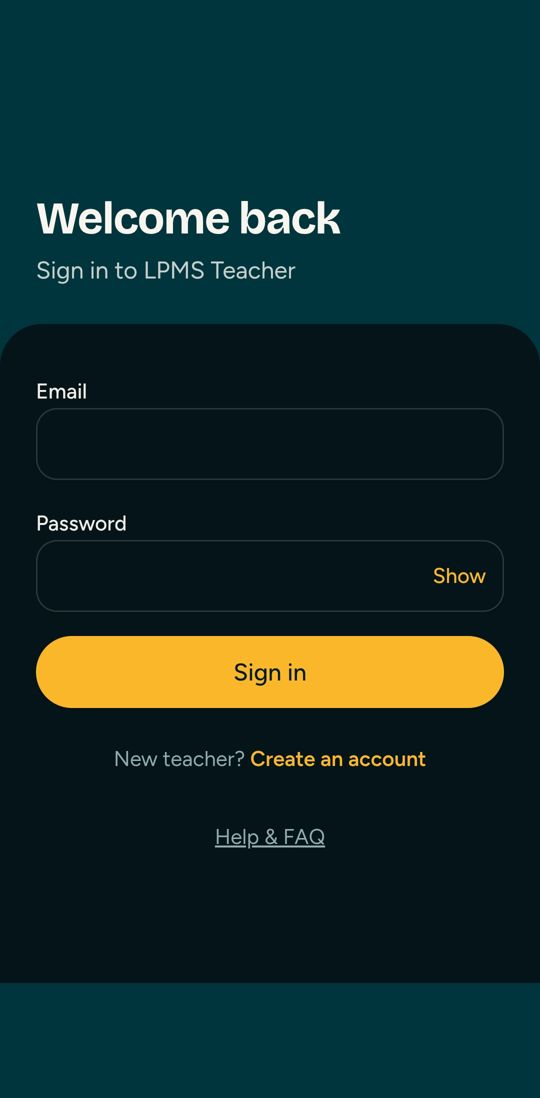 Welcome back
Sign in to LPMS Teacher
Email
Password
Show
Sign in
New teacher? Create an account
Help & FAQ